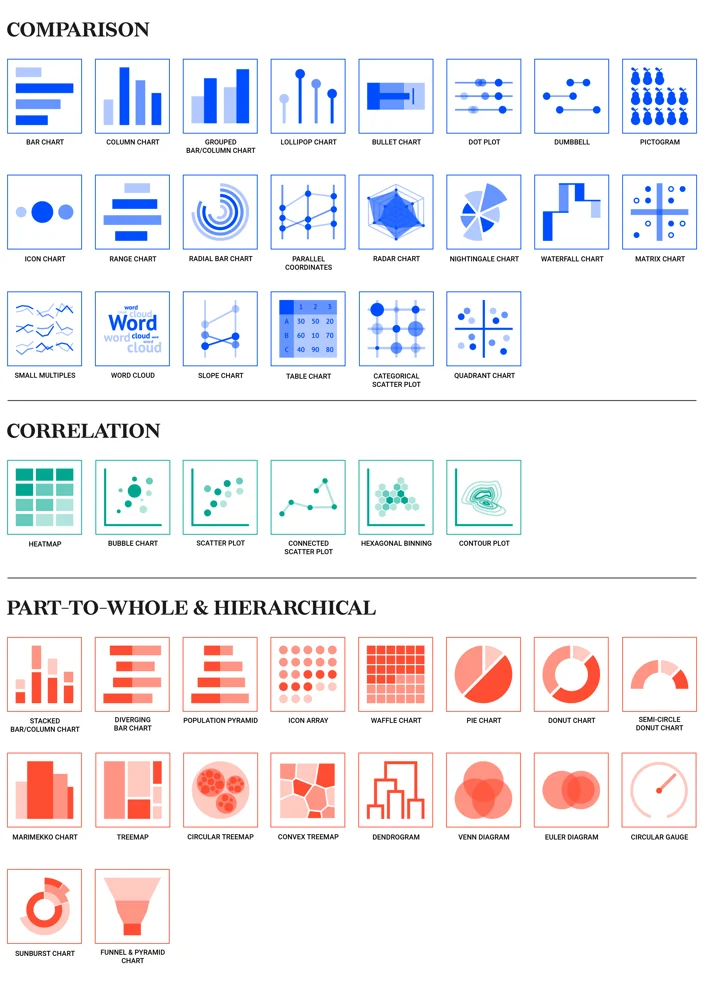 COMPARISON
BAR CHART
COLUMN CHART
GROUPED
BAR/COLUMN CHART
LOLLIPOP CHART
BULLET CHART
DOT PLOT
DUMBBELL
PICTOGRAM
ICON CHART
RANGE CHART
RADIAL BAR CHART
PARALLEL
COORDINATES
RADAR CHART
NIGHTINGALE CHART
WATERFALL CHART
MATRIX CHART
word
cloud
Word
word cloud word
word
cloud
1 2 3
A 30 50 20
B 60 10 70
C 40 90 80
SMALL MULTIPLES
WORD CLOUD
SLOPE CHART
TABLE CHART
CATEGORICAL
SCATTER PLOT
QUADRANT CHART
CORRELATION
HEATMAP
BUBBLE CHART
SCATTER PLOT
CONNECTED
SCATTER PLOT
HEXAGONAL BINNING
CONTOUR PLOT
PART-TO-WHOLE & HIERARCHICAL
STACKED
BAR/COLUMN CHART
DIVERGING
BAR CHART
POPULATION PYRAMID
ICON ARRAY
WAFFLE CHART
PIE CHART
DONUT CHART
SEMI-CIRCLE
DONUT CHART
MARIMEKKO CHART
TREEMAP
CIRCULAR TREEMAP
CONVEX TREEMAP
DENDROGRAM
VENN DIAGRAM
EULER DIAGRAM
CIRCULAR GAUGE
SUNBURST CHART
FUNNEL & PYRAMID
CHART